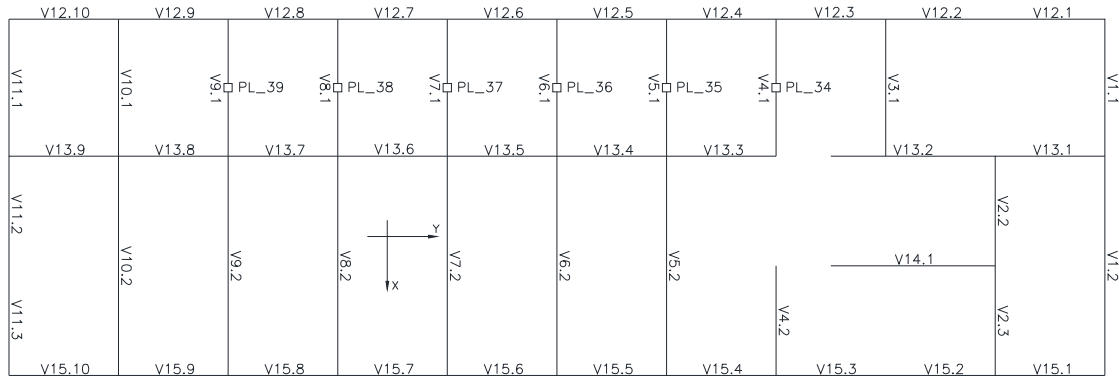 V12.10 V12.9 V12.8 V12.7 V12.6 V12.5 V12.4 V12.3 V12.2 V12.1
V11.1 V10.1 V9.1 PL_39 V8.1 PL_38 V7.1 PL_37 V6.1 PL_36 V5.1 PL_35 V4.1 PL_34 V3.1 V1.1
V13.9 V13.8 V13.7 V13.6 V13.5 V13.4 V13.3 V13.2 V13.1
V11.2 V2.2
Y
V10.2 V9.2 V8.2 V7.2 V6.2 V5.2 V14.1 V1.2
X
V11.3 V4.2 V2.3
V15.10 V15.9 V15.8 V15.7 V15.6 V15.5 V15.4 V15.3 V15.2 V15.1